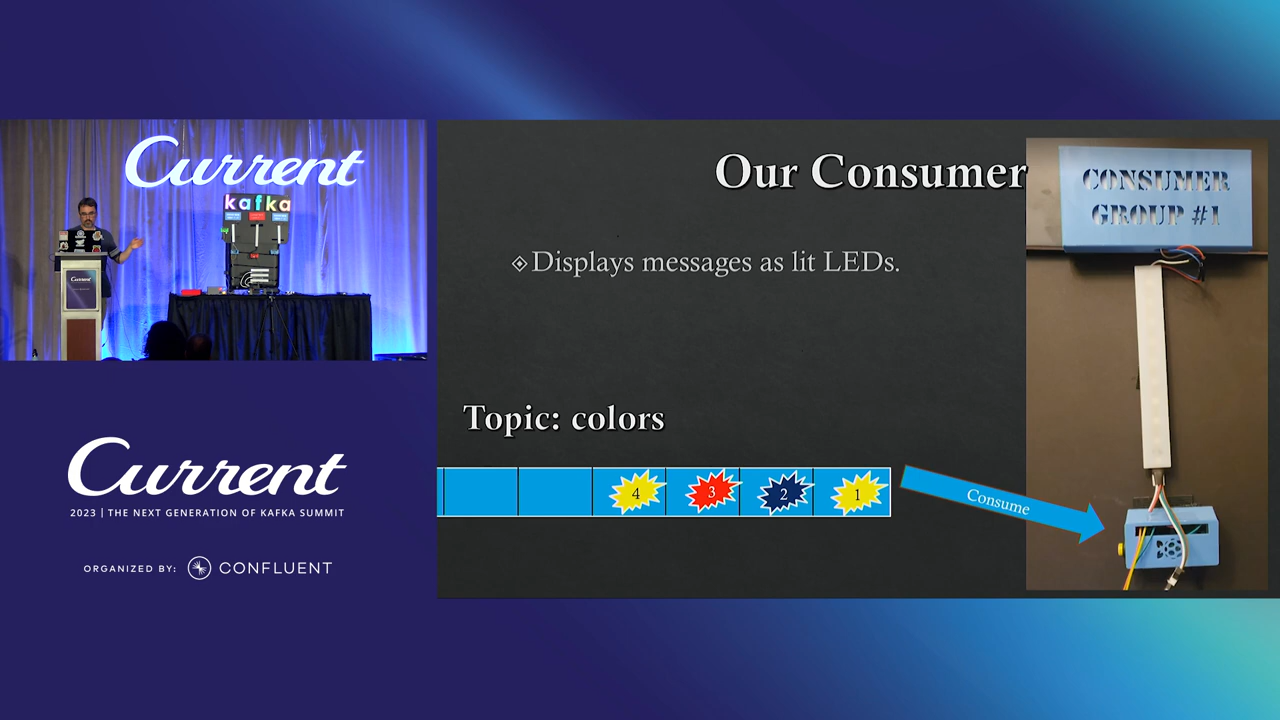 Current
kafka
Current
Current
2023 | THE NEXT GENERATION OF KAFKA SUMMIT
ORGANIZED BY: CONFLUENT
Our Consumer
Displays messages as lit LEDs.
Topic: colors
4 3 2 1
Consume
CONSUMER
GROUP #1